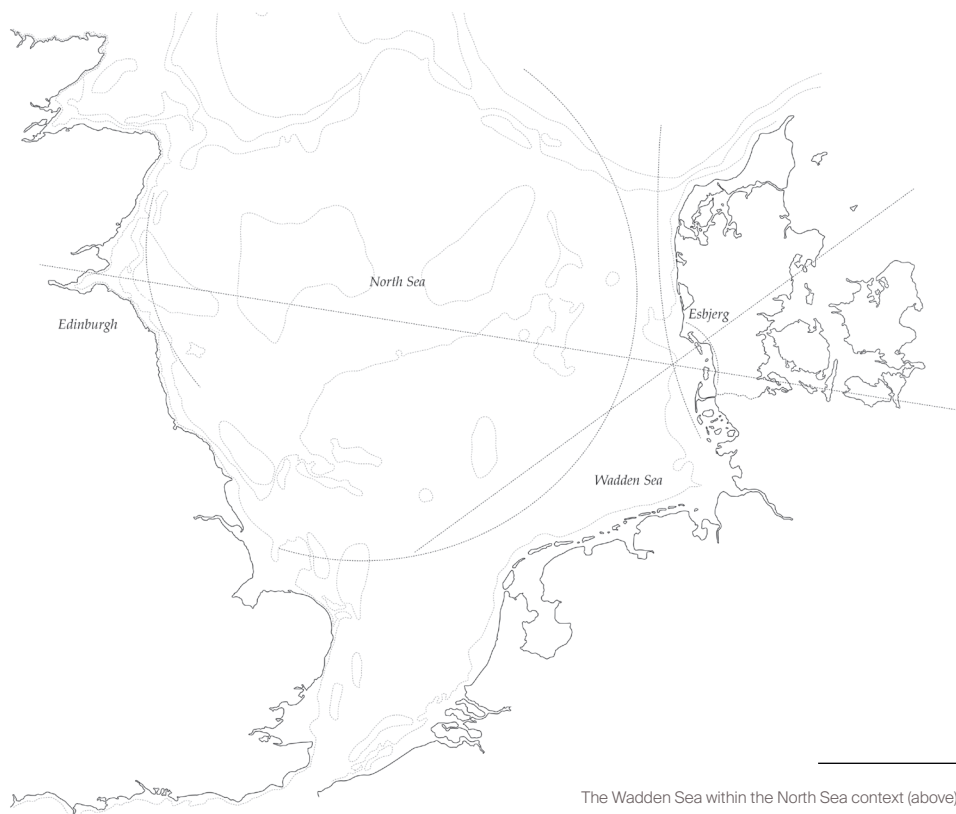 North Sea
Esbjerg
Edinburgh
Wadden Sea
The Wadden Sea within the North Sea context (above)